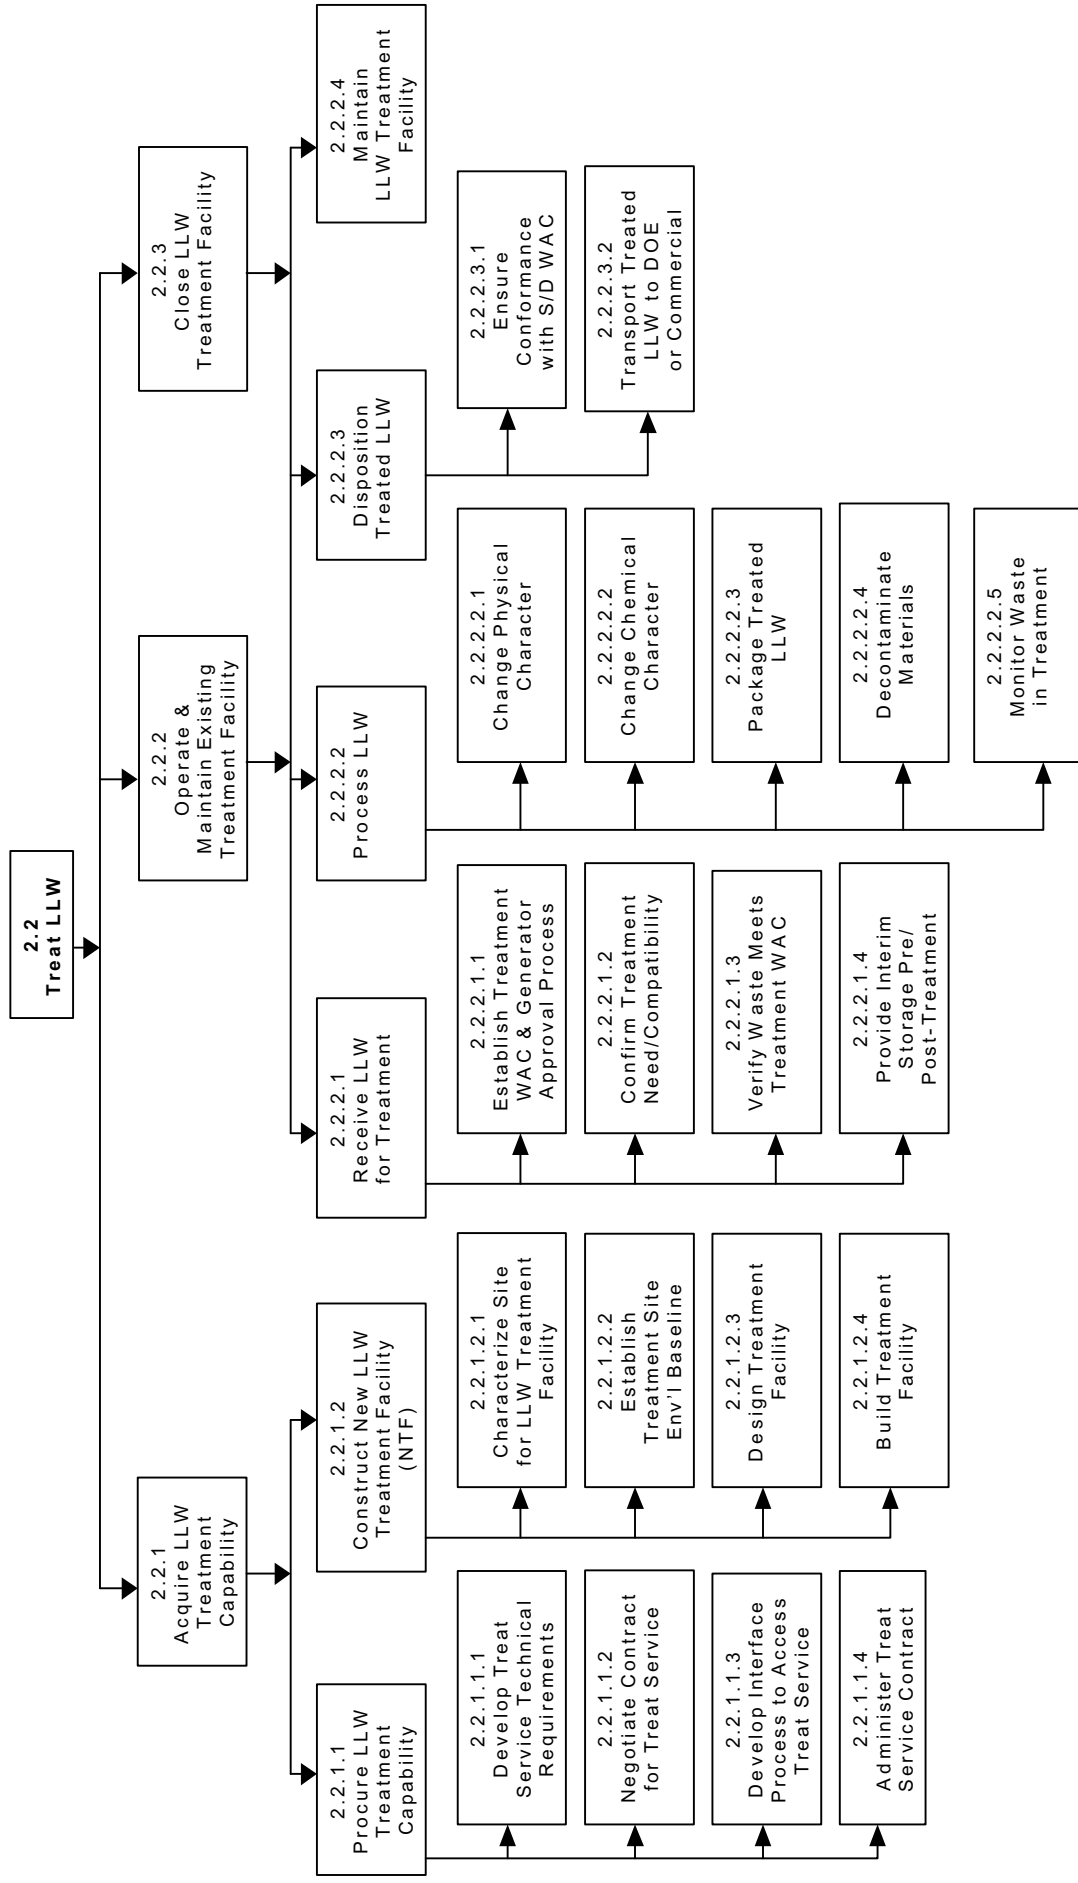 2.2
Treat LLW
2.2.1
Acquire LLW
Treatment
Capability
2.2.2
Operate &
Maintain Existing
Treatment Facility
2.2.3
Close LLW
Treatment Facility
2.2.1.1
Procure LLW
Treatment
Capability
2.2.1.2
Construct New LLW
Treatment Facility
(NTF)
2.2.2.1
Receive LLW
for Treatment
2.2.2.2
Process LLW
2.2.2.3
Disposition
Treated LLW
2.2.2.4
Maintain
LLW Treatment
Facility
2.2.1.1.1
Develop Treat
Service Technical
Requirements
2.2.1.1.2
Negotiate Contract
for Treat Service
2.2.1.1.3
Develop Interface
Process to Access
Treat Service
2.2.1.1.4
Administer Treat
Service Contract
2.2.1.2.1
Characterize Site
for LLW Treatment
Facility
2.2.1.2.2
Establish
Treatment Site
Env'l Baseline
2.2.1.2.3
Design Treatment
Facility
2.2.1.2.4
Build Treatment
Facility
2.2.2.1.1
Establish Treatment
WAC & Generator
Approval Process
2.2.2.1.2
Confirm Treatment
Need/Compatibility
2.2.2.1.3
Verify Waste Meets
Treatment WAC
2.2.2.1.4
Provide Interim
Storage Pre/
Post-Treatment
2.2.2.2.1
Change Physical
Character
2.2.2.2.2
Change Chemical
Character
2.2.2.2.3
Package Treated
LLW
2.2.2.2.4
Decontaminate
Materials
2.2.2.2.5
Monitor Waste
in Treatment
2.2.2.3.1
Ensure
Conformance
with S/D WAC
2.2.2.3.2
Transport Treated
LLW to DOE
or Commercial